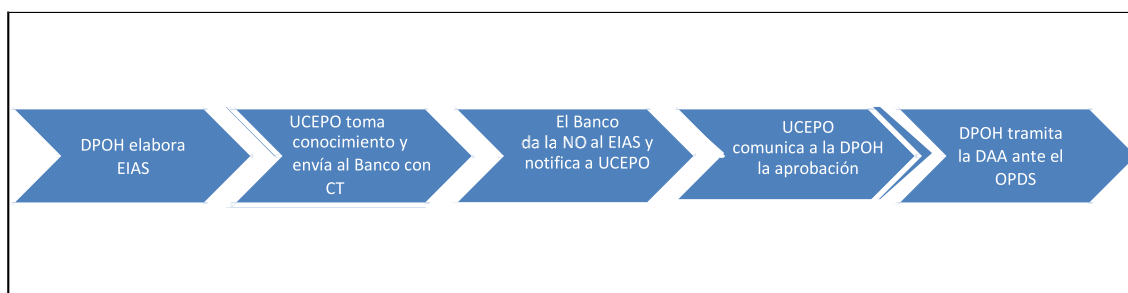 DPOH elabora
EIAS
UCEPO toma
conocimiento y
envía al Banco con
CT
El Banco
da la NO al EIAS y
notifica a UCEPO
UCEPO
comunica a la DPOH
la aprobación
DPOH tramita
la DAA ante el
OPDS